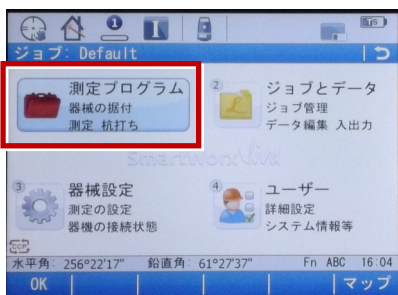 ジョブ: Default
測定プログラム
器械の据付
測定 杭打ち
② ジョブとデータ
ジョブ管理
データ編集 入出力
SmartWorx Viva
③ 器械設定
測定の設定
器機の接続状態
④ ユーザー
詳細設定
システム情報等
水平角: 256°22'17" 鉛直角: 61°27'37" Fn ABC 16:04
OK マップ